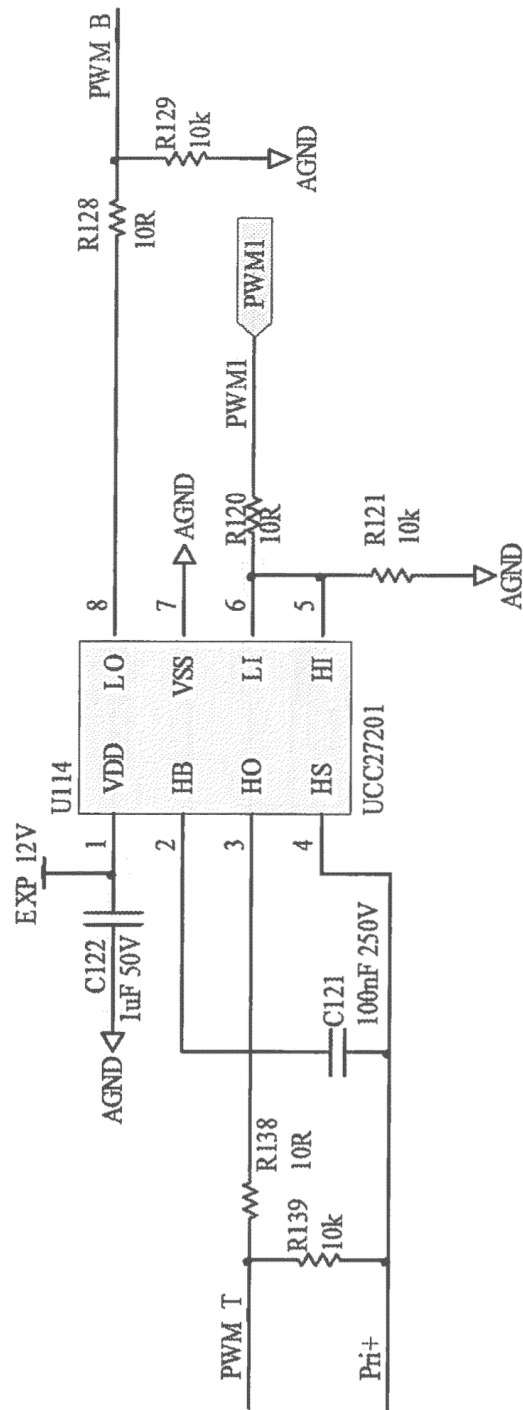 EXP_12V
U114
C122
1uF 50V
AGND
1
VDD
LO
8
R128
10R
PWM_B
R129
10k
AGND
2
HB
VSS
7
AGND
3
HO
LI
6
R120
10R
PWM1
PWM1
4
HS
HI
5
R121
10k
AGND
UCC27201
C121
100nF 250V
R138
10R
PWM_T
R139
10k
Pri+